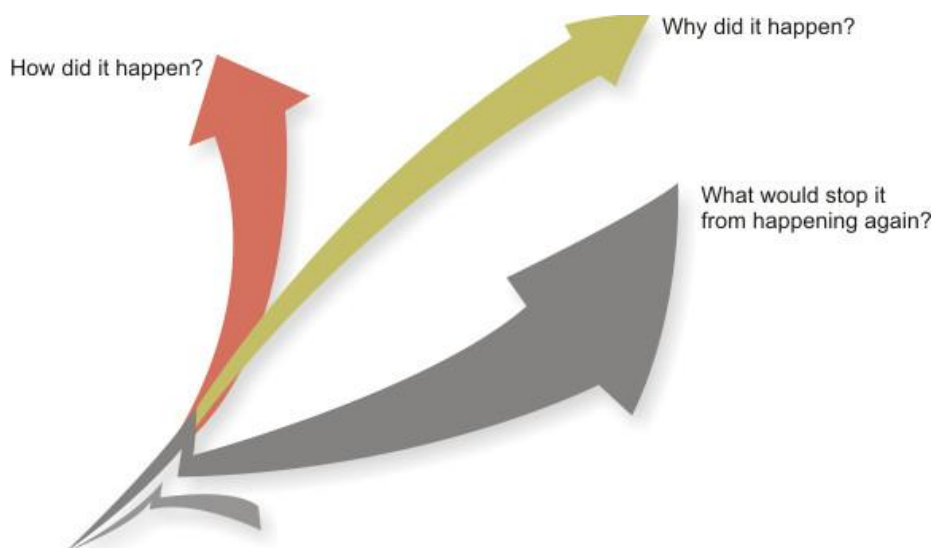 How did it happen?
Why did it happen?
What would stop it
from happening again?